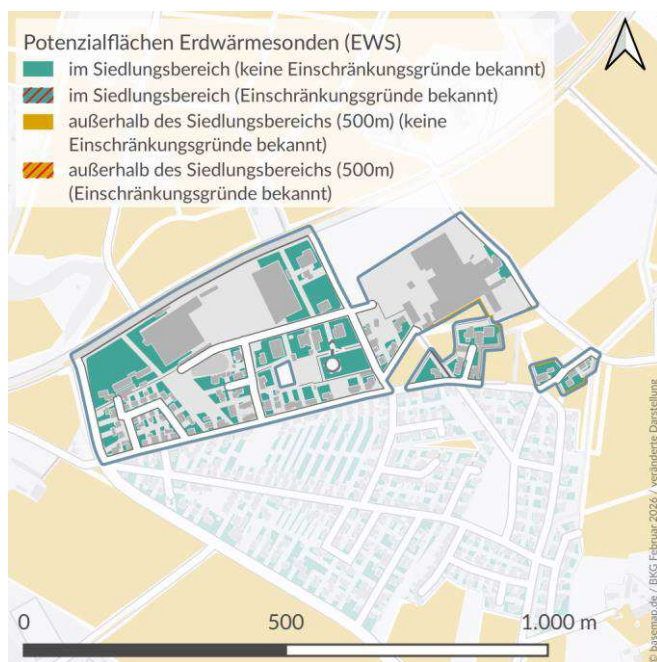 Potenzialflächen Erdwärmesonden (EWS)
im Siedlungsbereich (keine Einschränkungsgründe bekannt)
im Siedlungsbereich (Einschränkungsgründe bekannt)
außerhalb des Siedlungsbereichs (500m) (keine
Einschränkungsgründe bekannt)
außerhalb des Siedlungsbereichs (500m)
(Einschränkungsgründe bekannt)
0 500 1.000 m
© basemap.de / BKG Februar 2026 / veränderte Darstellung